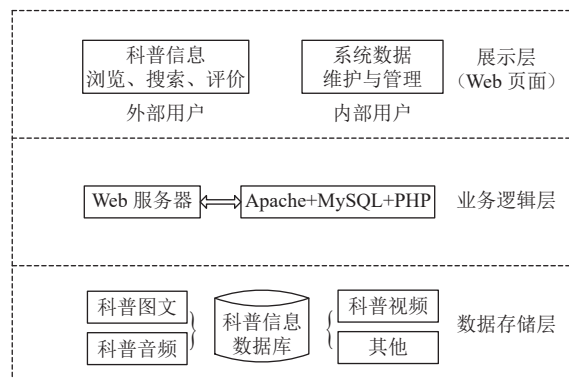 科普信息
浏览、搜索、评价
外部用户
系统数据
维护与管理
内部用户
展示层
（Web 页面）
Web 服务器
Apache+MySQL+PHP
业务逻辑层
科普图文
科普音频
科普信息
数据库
科普视频
其他
数据存储层